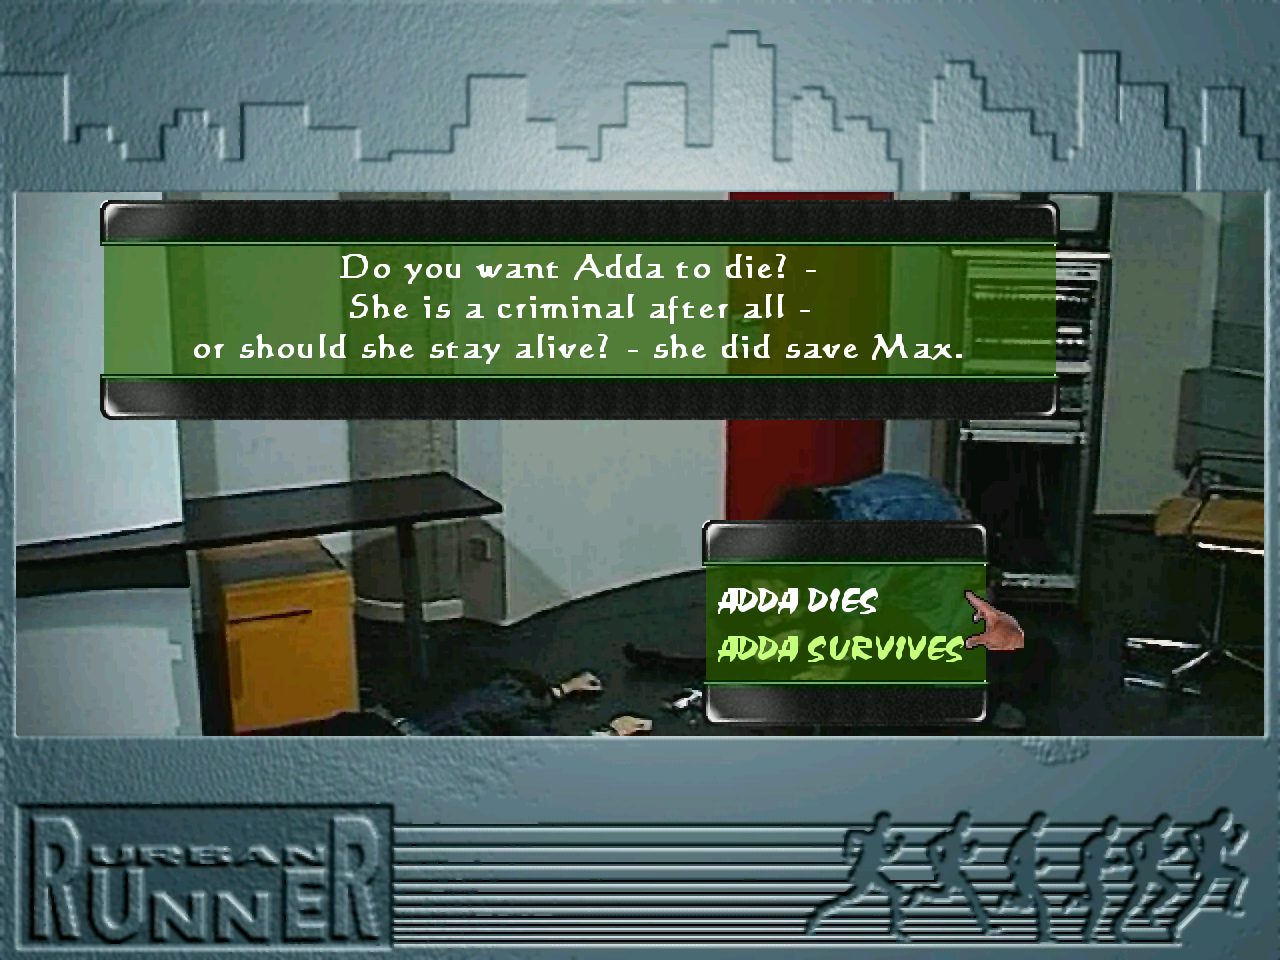 Do you want Adda to die? -
She is a criminal after all -
or should she stay alive? - she did save Max.
ADDA DIES
ADDA SURVIVES
URBAN
RUNNER